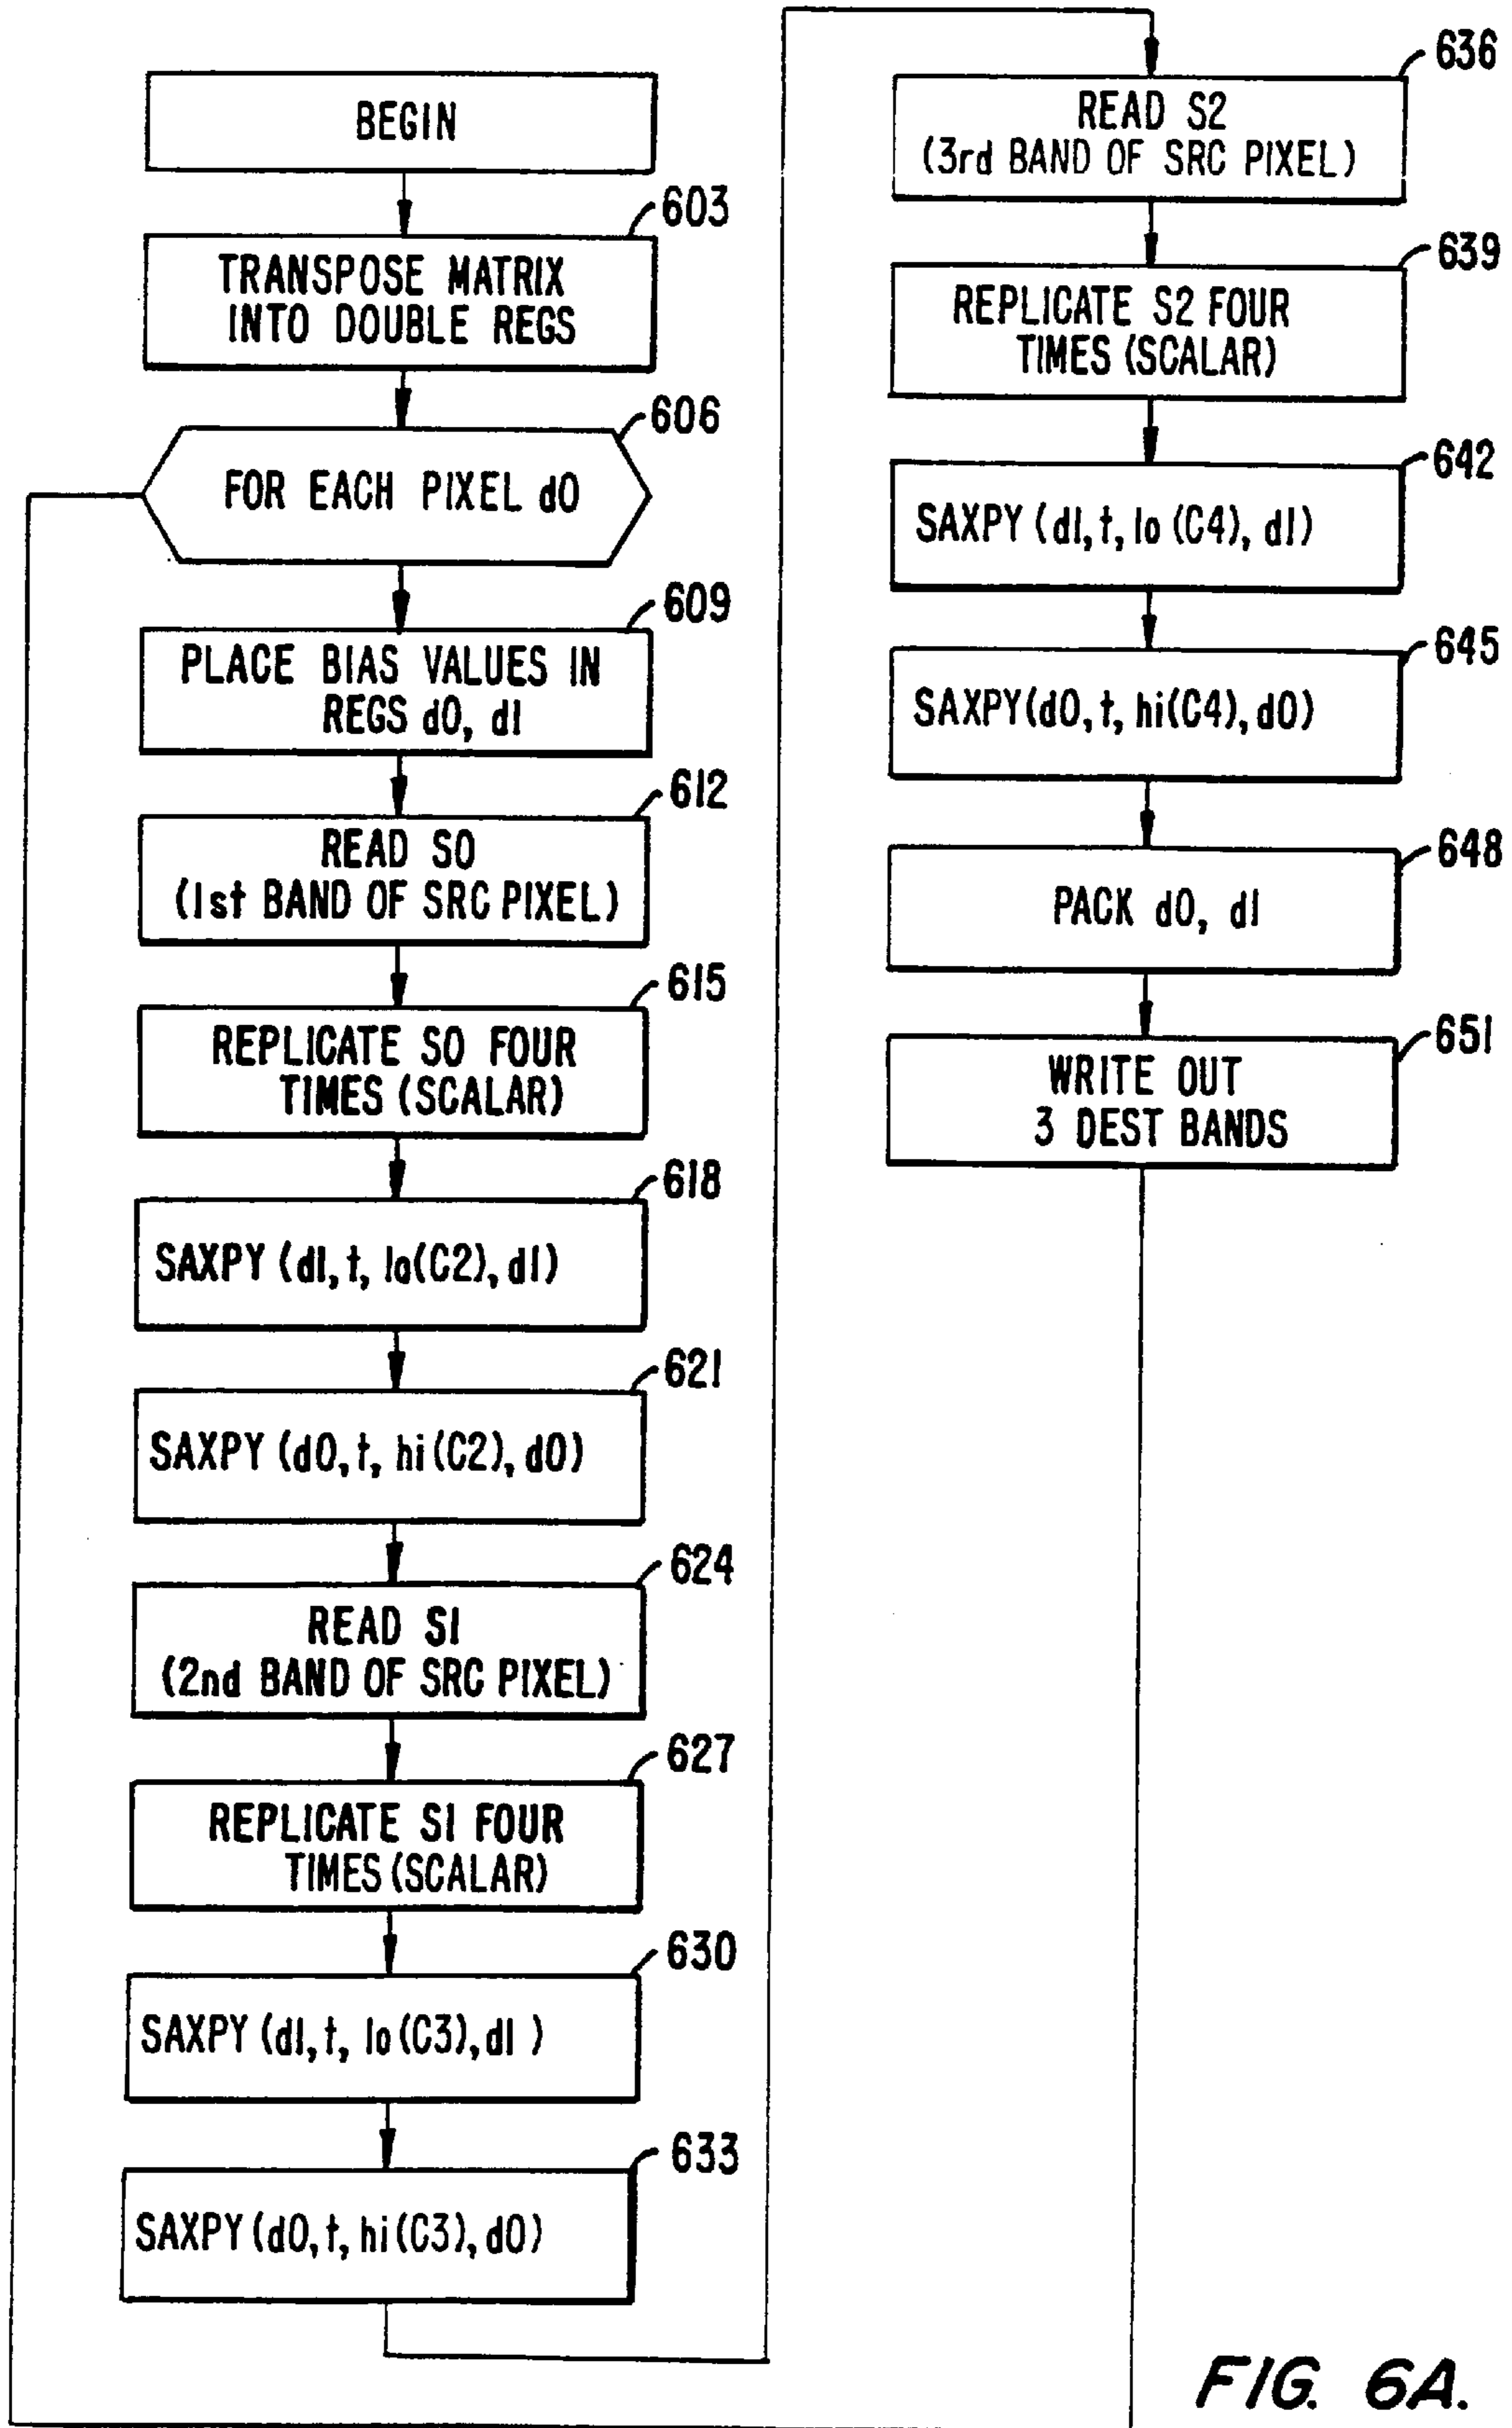 BEGIN
603
TRANSPOSE MATRIX
INTO DOUBLE REGS
606
FOR EACH PIXEL d0
609
PLACE BIAS VALUES IN
REGS d0, d1
612
READ S0
(1st BAND OF SRC PIXEL)
615
REPLICATE S0 FOUR
TIMES (SCALAR)
618
SAXPY (d1, t, lo(C2), d1)
621
SAXPY (d0, t, hi (C2), d0)
624
READ S1
(2nd BAND OF SRC PIXEL)
627
REPLICATE S1 FOUR
TIMES (SCALAR)
630
SAXPY (d1, t, lo (C3), d1 )
633
SAXPY (d0, t, hi (C3), d0)
636
READ S2
(3rd BAND OF SRC PIXEL)
639
REPLICATE S2 FOUR
TIMES (SCALAR)
642
SAXPY (d1, t, lo (C4), d1)
645
SAXPY(d0, t, hi(C4), d0)
648
PACK d0, d1
651
WRITE OUT
3 DEST BANDS
FIG. 6A.